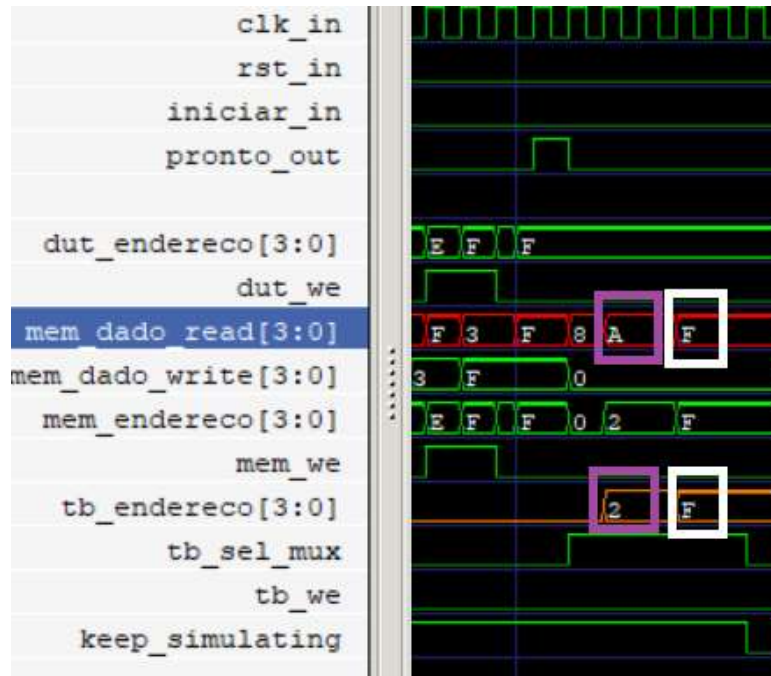 clk_in
rst_in
iniciar_in
pronto_out
dut_endereco[3:0] E F F
dut_we
mem_dado_read[3:0] F 3 F 8 A F
mem_dado_write[3:0] 3 F 0
mem_endereco[3:0] E F F 0 2 F
mem_we
tb_endereco[3:0] 2 F
tb_sel_mux
tb_we
keep_simulating